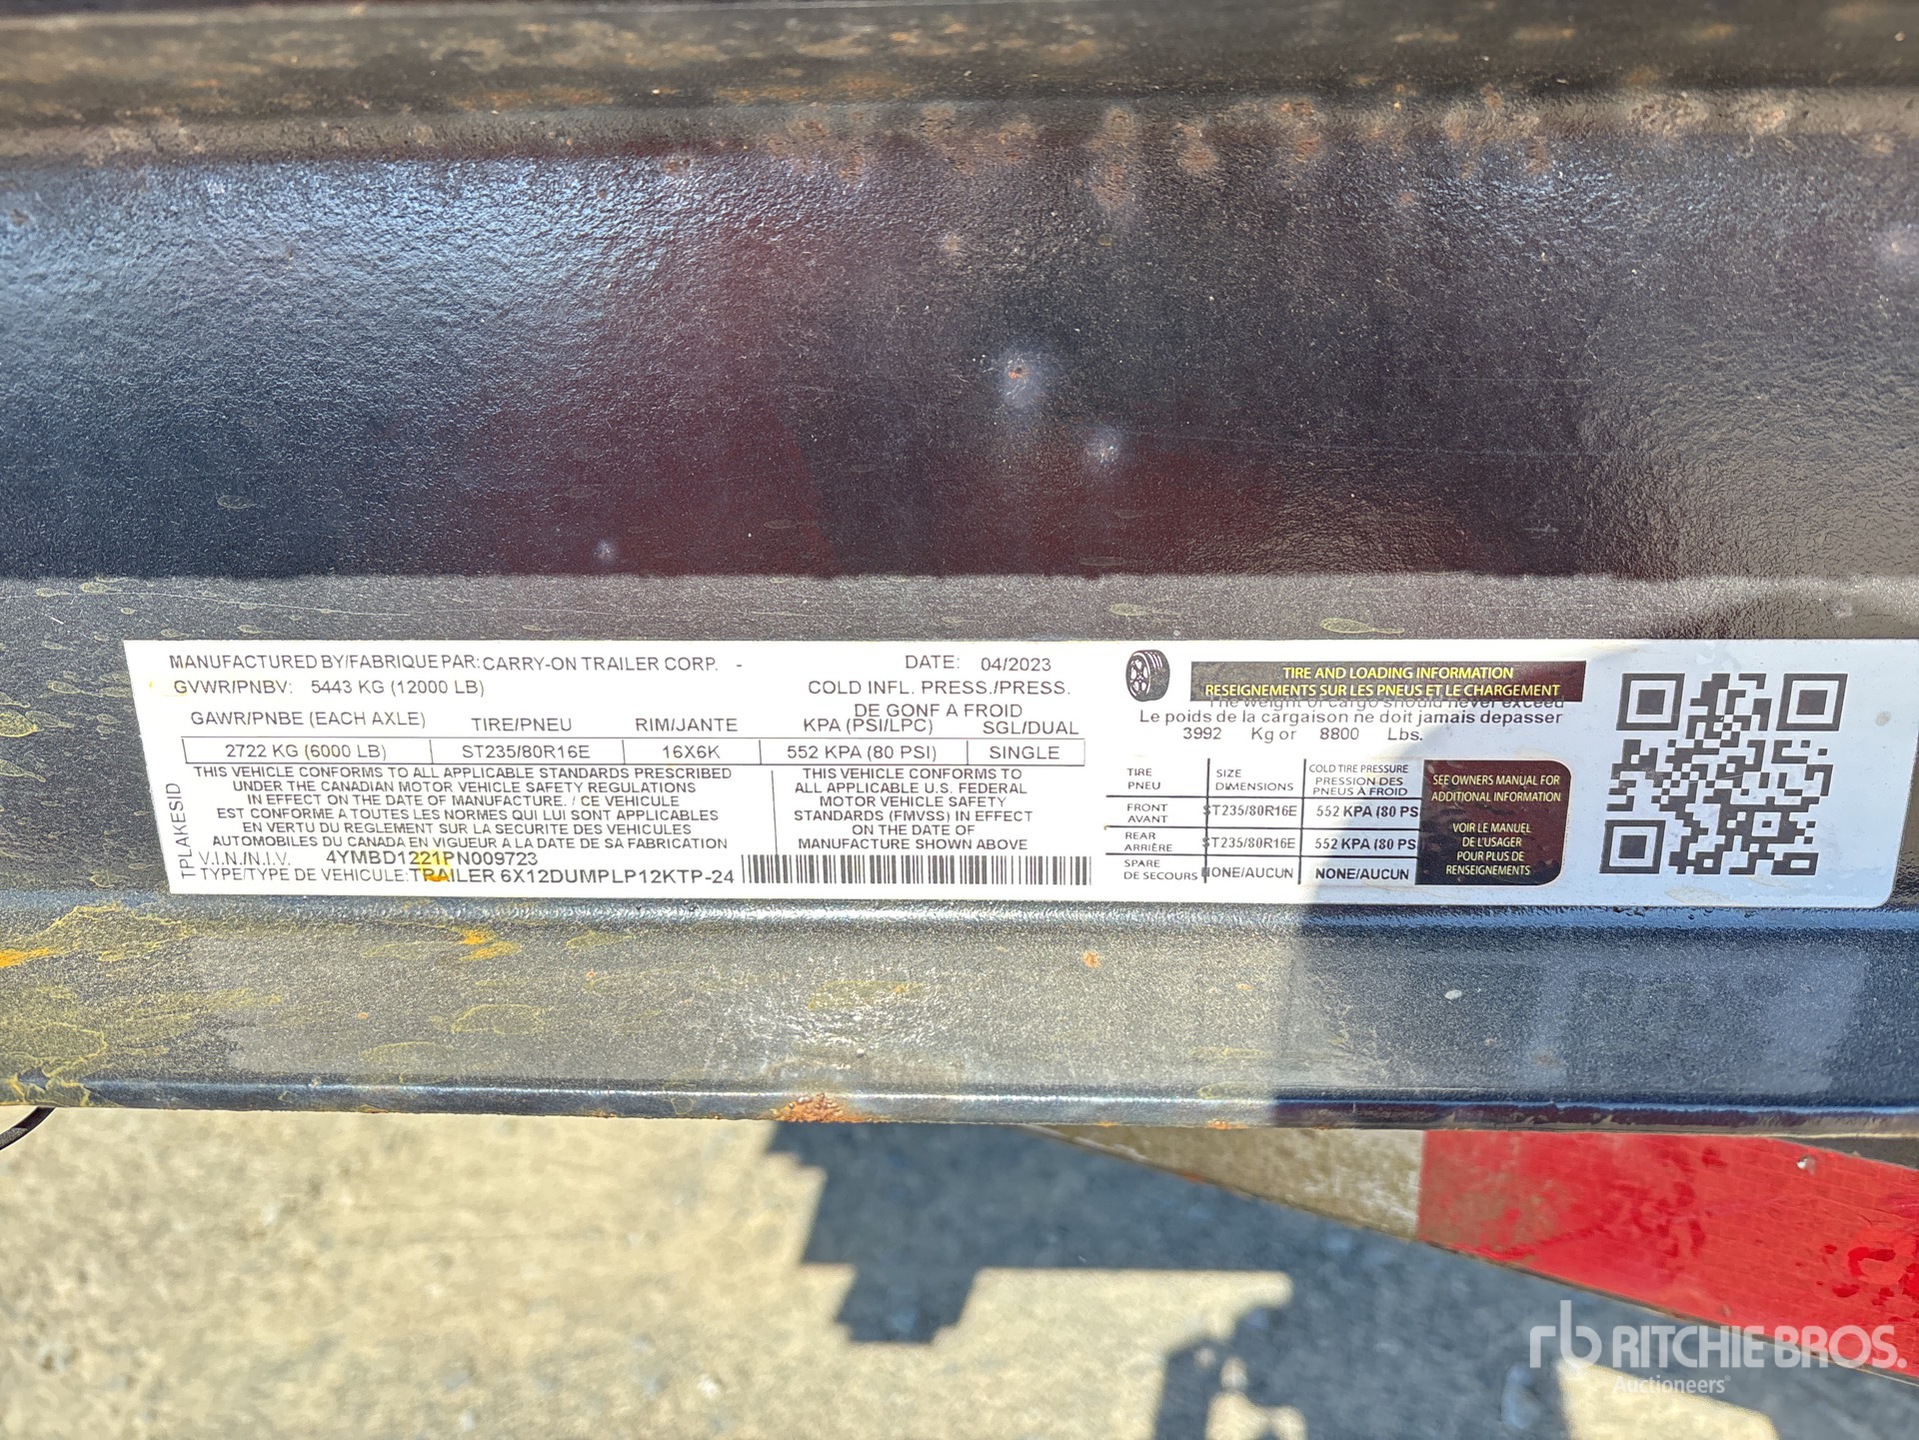 MANUFACTURED BY/FABRIQUE PAR: CARRY-ON TRAILER CORP. - DATE: 04/2023
GVWR/PNBV: 5443 KG (12000 LB) COLD INFL. PRESS./PRESS.
DE GONF A FROID
GAWR/PNBE (EACH AXLE) TIRE/PNEU RIM/JANTE KPA (PSI/LPC) SGL/DUAL
2722 KG (6000 LB) ST235/80R16E 16X6K 552 KPA (80 PSI) SINGLE
THIS VEHICLE CONFORMS TO ALL APPLICABLE STANDARDS PRESCRIBED
UNDER THE CANADIAN MOTOR VEHICLE SAFETY REGULATIONS
IN EFFECT ON THE DATE OF MANUFACTURE. / CE VEHICULE
EST CONFORME A TOUTES LES NORMES QUI LUI SONT APPLICABLES
EN VERTU DU REGLEMENT SUR LA SECURITE DES VEHICULES
AUTOMOBILES DU CANADA EN VIGUEUR A LA DATE DE SA FABRICATION
THIS VEHICLE CONFORMS TO
ALL APPLICABLE U.S. FEDERAL
MOTOR VEHICLE SAFETY
STANDARDS (FMVSS) IN EFFECT
ON THE DATE OF
MANUFACTURE SHOWN ABOVE
V.I.N./N.I.V. 4YMBD1221PN009723
TYPE/TYPE DE VEHICULE: TRAILER 6X12DUMPLP12KTP-24
TPLAKESID
TIRE AND LOADING INFORMATION
RESEIGNEMENTS SUR LES PNEUS ET LE CHARGEMENT
The weight of cargo should never exceed
Le poids de la cargaison ne doit jamais depasser
3992 Kg or 8800 Lbs.
TIRE PNEU SIZE DIMENSIONS COLD TIRE PRESSURE PRESSION DES PNEUS À FROID
FRONT AVANT ST235/80R16E 552 KPA (80 PS
REAR ARRIÈRE ST235/80R16E 552 KPA (80 PS
SPARE DE SECOURS NONE/AUCUN NONE/AUCUN
SEE OWNERS MANUAL FOR
ADDITIONAL INFORMATION
VOIR LE MANUEL
DE L'USAGER
POUR PLUS DE
RENSEIGNEMENTS
rb RITCHIE BROS.
Auctioneers